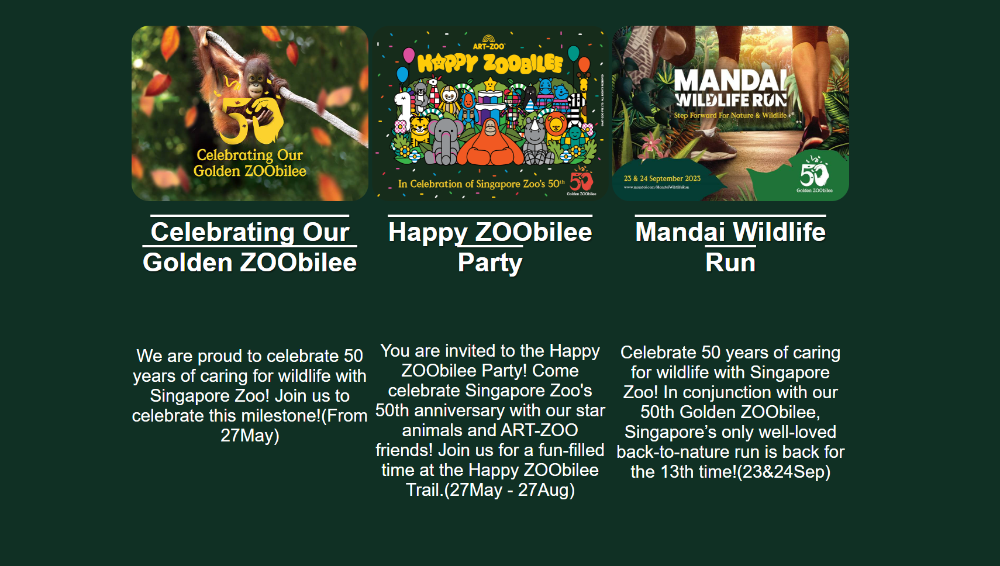 50
Celebrating Our
Golden ZOObilee
ART-ZOO™
HAPPY ZOOBILEE
©ART-ZOO PTE LTD. ALL RIGHTS RESERVED
In Celebration of Singapore Zoo's 50th
50
Golden ZOObilee
MANDAI
WILDLIFE RUN
Step Forward For Nature & Wildlife
23 & 24 September 2023
www.mandai.com/MandaiWildlifeRun
50
Golden ZOObilee
Celebrating Our
Golden ZOObilee
Happy ZOObilee
Party
Mandai Wildlife
Run
We are proud to celebrate 50
years of caring for wildlife with
Singapore Zoo! Join us to
celebrate this milestone!(From
27May)
You are invited to the Happy
ZOObilee Party! Come
celebrate Singapore Zoo's
50th anniversary with our star
animals and ART-ZOO
friends! Join us for a fun-filled
time at the Happy ZOObilee
Trail.(27May - 27Aug)
Celebrate 50 years of caring
for wildlife with Singapore
Zoo! In conjunction with our
50th Golden ZOObilee,
Singapore’s only well-loved
back-to-nature run is back for
the 13th time!(23&24Sep)